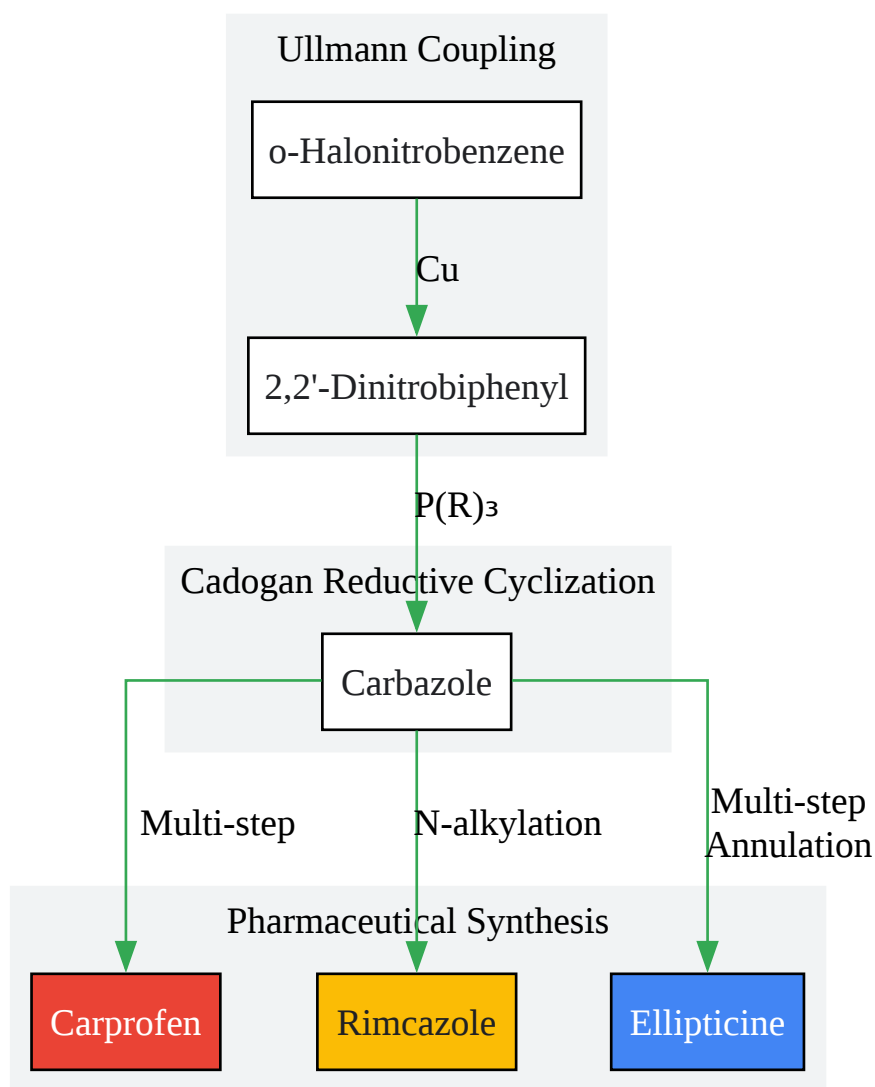 Ullmann Coupling
o-Halonitrobenzene
Cu
2,2'-Dinitrobiphenyl
P(R)₃
Cadogan Reductive Cyclization
Carbazole
Multi-step
N-alkylation
Multi-step
Annulation
Pharmaceutical Synthesis
Carprofen
Rimcazole
Ellipticine